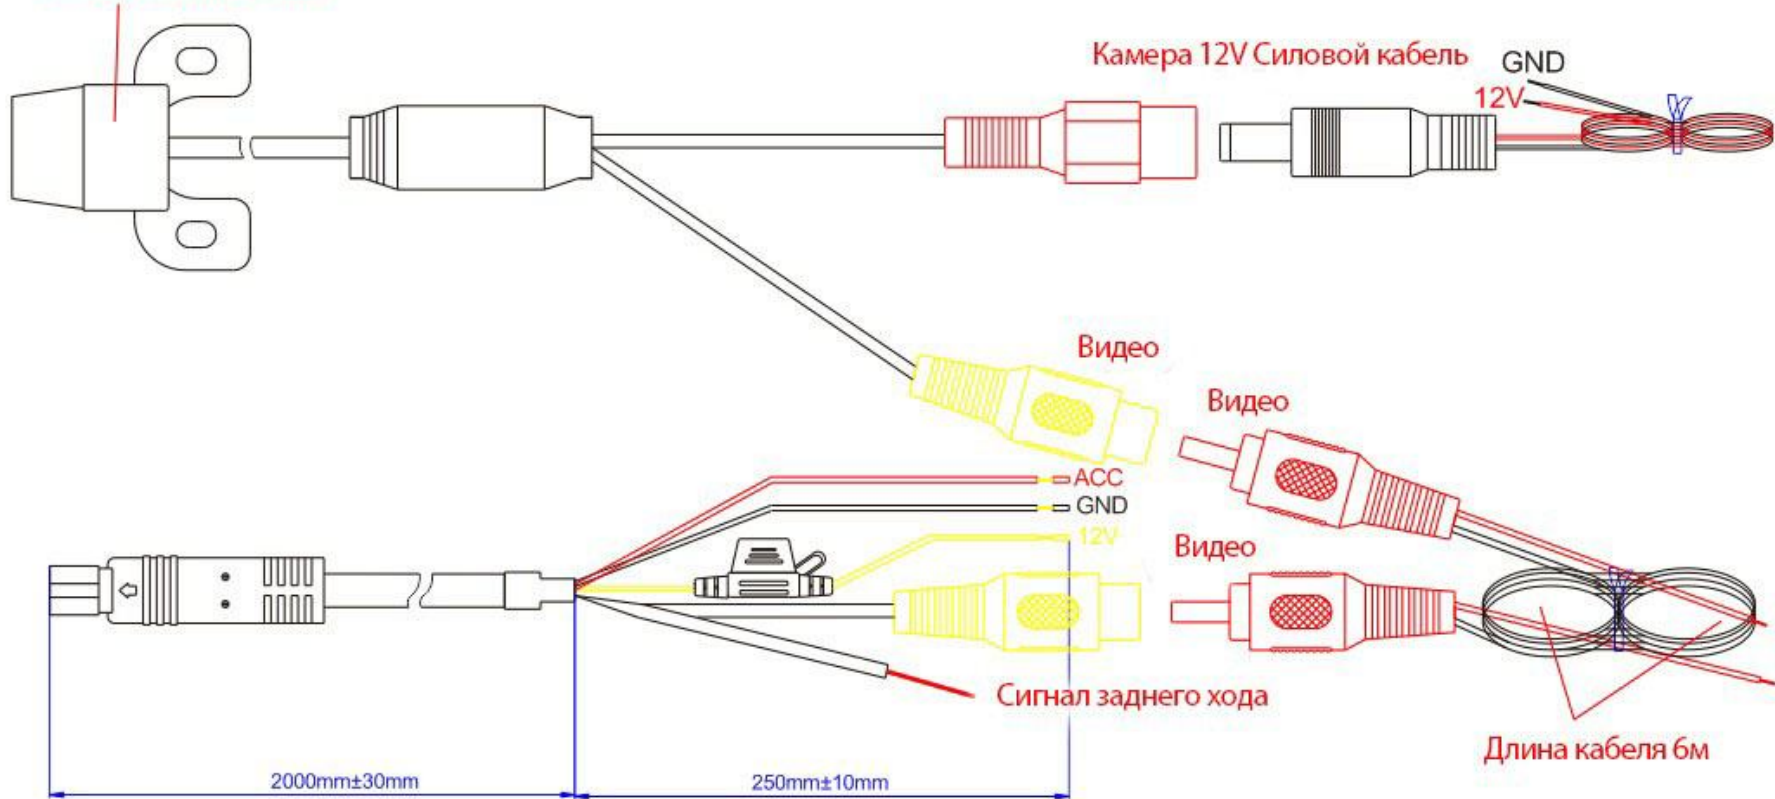 Камера 12V Силовой кабель
GND
12V
Видео
Видео
ACC
GND
12V
Видео
Сигнал заднего хода
Длина кабеля 6м
2000mm±30mm
250mm±10mm